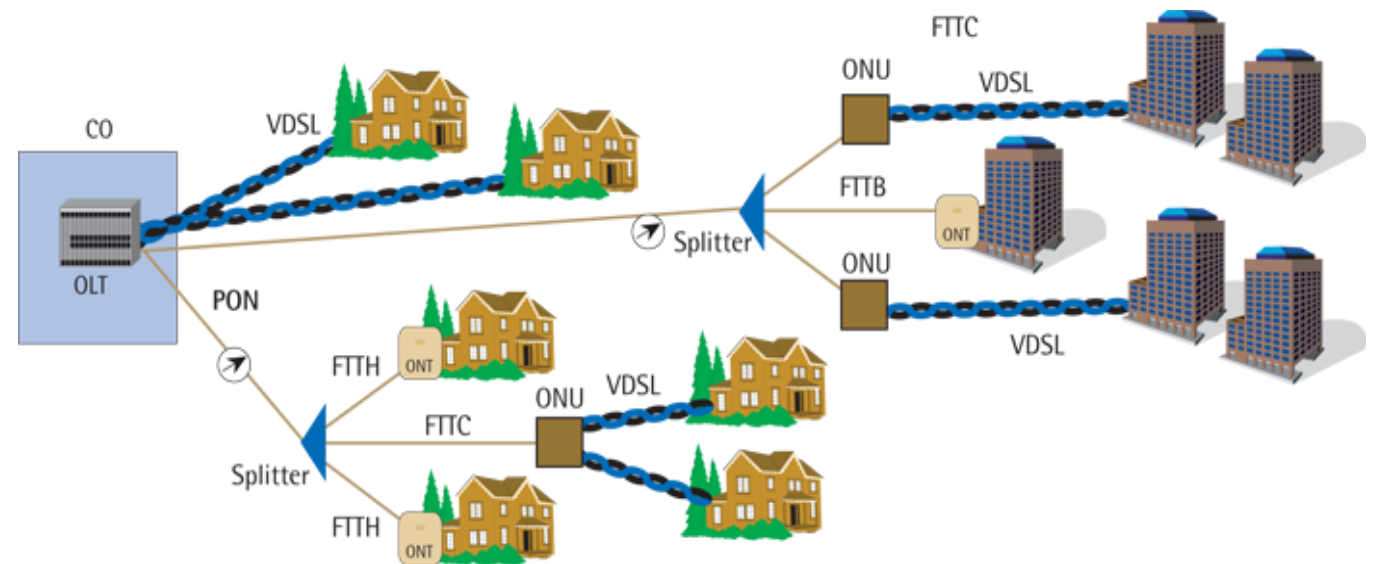 FTTC
ONU
VDSL
VDSL
CO
FTTB
ONT
Splitter
ONU
OLT
PON
VDSL
FTTH
ONT
VDSL
ONU
FTTC
Splitter
FTTH
ONT